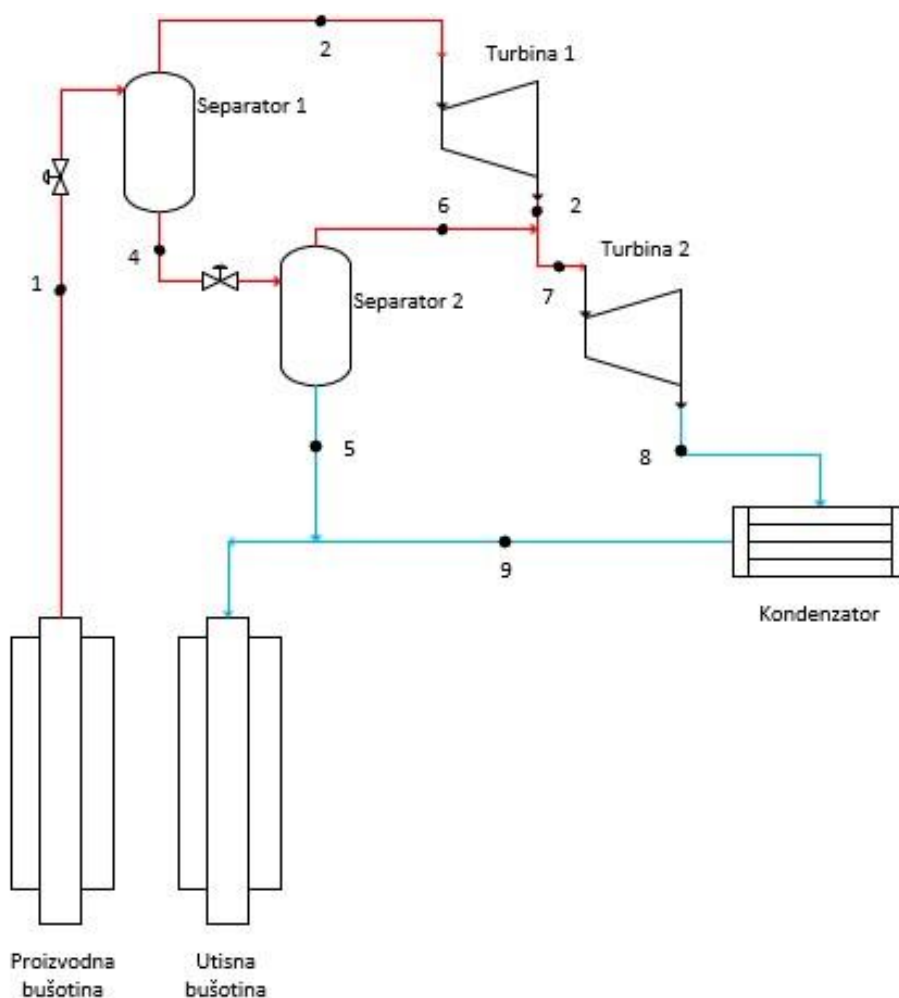 2
Turbina 1
Separator 1
6
2
4
Turbina 2
1
7
Separator 2
5
8
9
Kondenzator
Proizvodna
bušotina
Utisna
bušotina